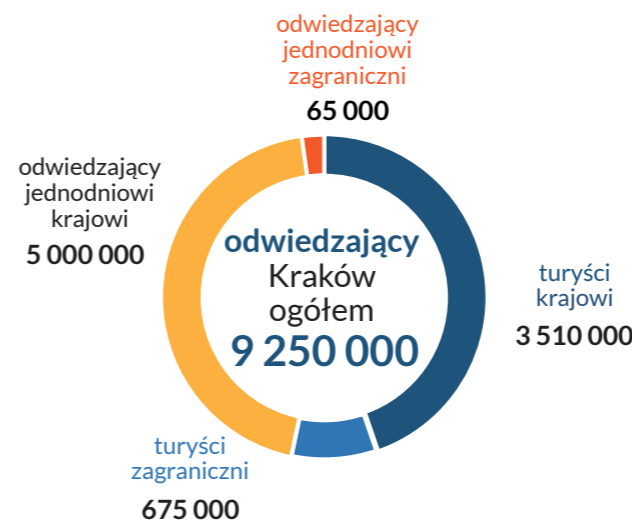 odwiedzający
jednodniowi
zagraniczni
65 000
odwiedzający
jednodniowi
krajowi
5 000 000
odwiedzający
Kraków
ogółem
9 250 000
turyści
krajowi
3 510 000
turyści
zagraniczni
675 000